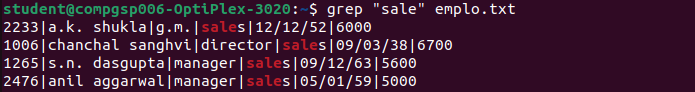 student@compgsp006-OptiPlex-3020:~$ grep "sale" emplo.txt
2233|a.k. shukla|g.m.|sales|12/12/52|6000
1006|chanchal sanghvi|director|sales|09/03/38|6700
1265|s.n. dasgupta|manager|sales|09/12/63|5600
2476|anil aggarwal|manager|sales|05/01/59|5000